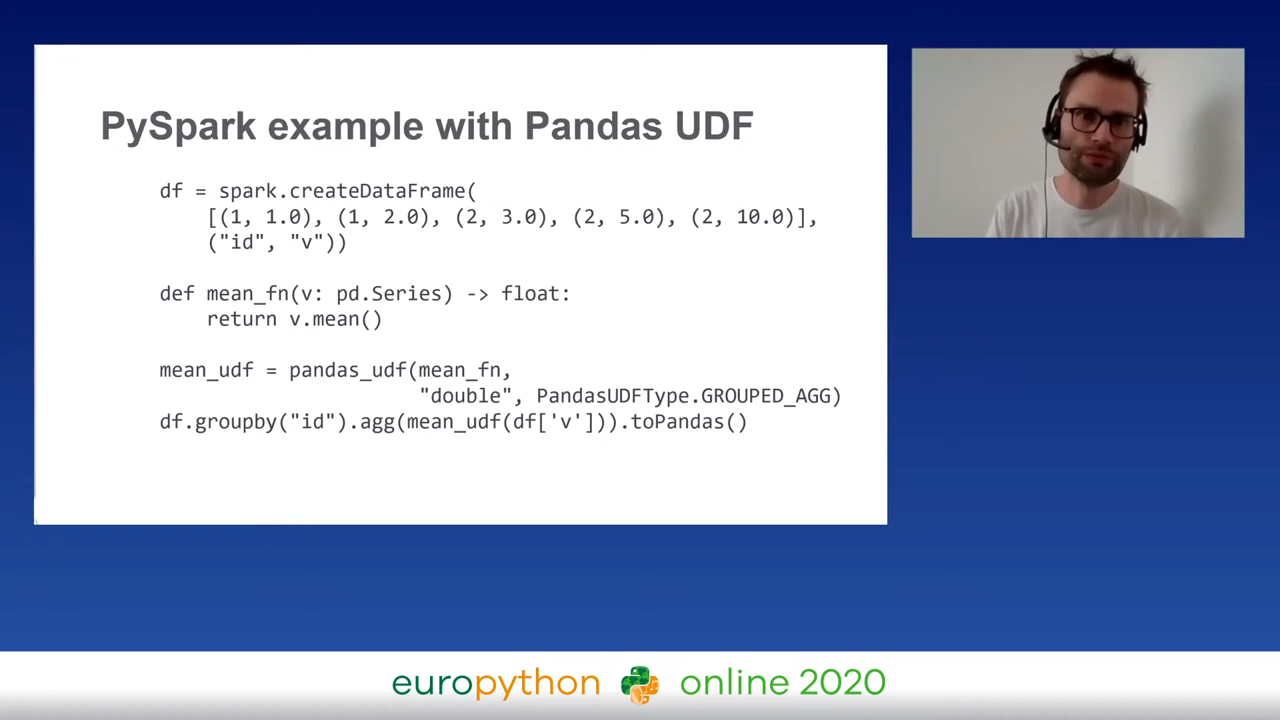 PySpark example with Pandas UDF
df = spark.createDataFrame(
    [(1, 1.0), (1, 2.0), (2, 3.0), (2, 5.0), (2, 10.0)],
    ("id", "v"))
def mean_fn(v: pd.Series) -> float:
    return v.mean()
mean_udf = pandas_udf(mean_fn,
                      "double", PandasUDFType.GROUPED_AGG)
df.groupby("id").agg(mean_udf(df['v'])).toPandas()
europython online 2020